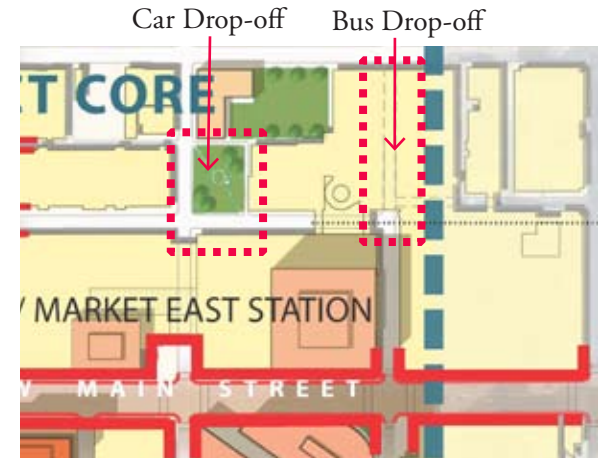 Car Drop-off
Bus Drop-off
T CORE
/ MARKET EAST STATION
MAIN STREET